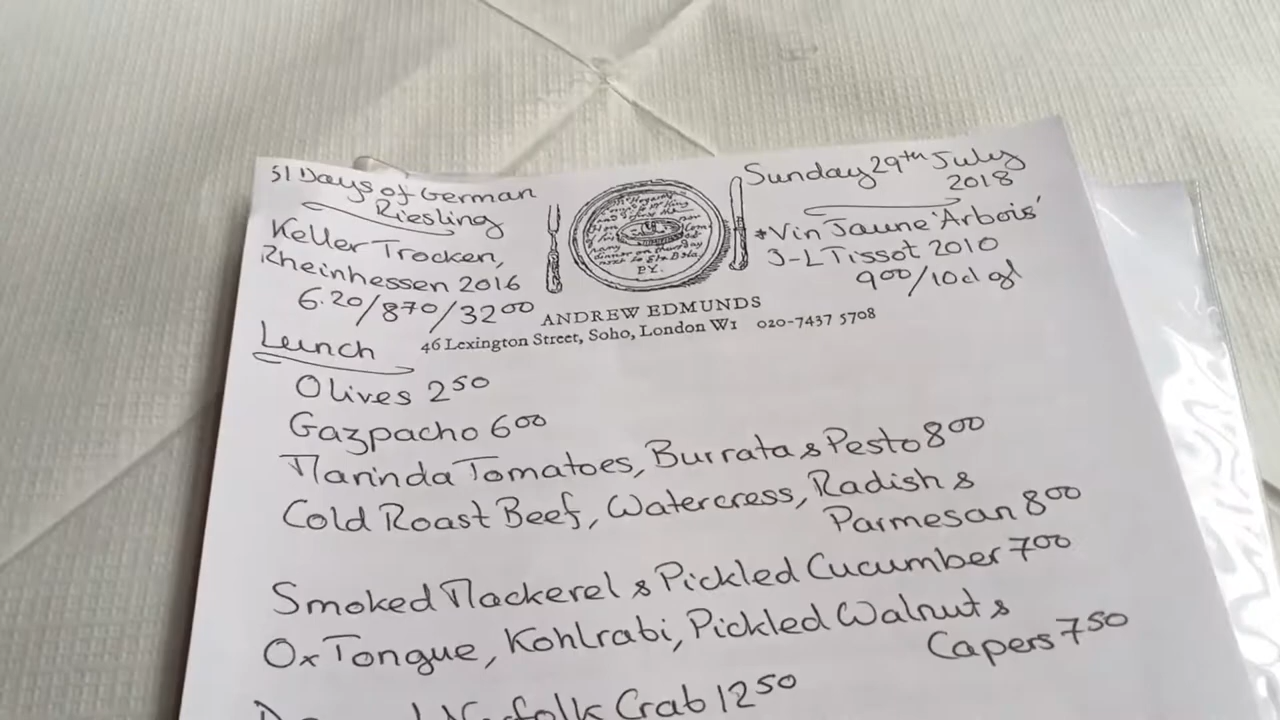 31 Days of German
Riesling
Keller Trocken,
Rheinhessen 2016
6.20/870/3200
Sunday 29th July
2018
*Vin Jaune 'Arbois'
J-L Tissot 2010
900/10cl gl
P.Y.
ANDREW EDMUNDS
46 Lexington Street, Soho, London W1 020-7437 5708
Lunch
Olives 250
Gazpacho 600
Marinda Tomatoes, Burrata & Pesto 800
Cold Roast Beef, Watercress, Radish &
Parmesan 800
Smoked Mackerel & Pickled Cucumber 700
Ox Tongue, Kohlrabi, Pickled Walnut &
Capers 750
Norfolk Crab 1250